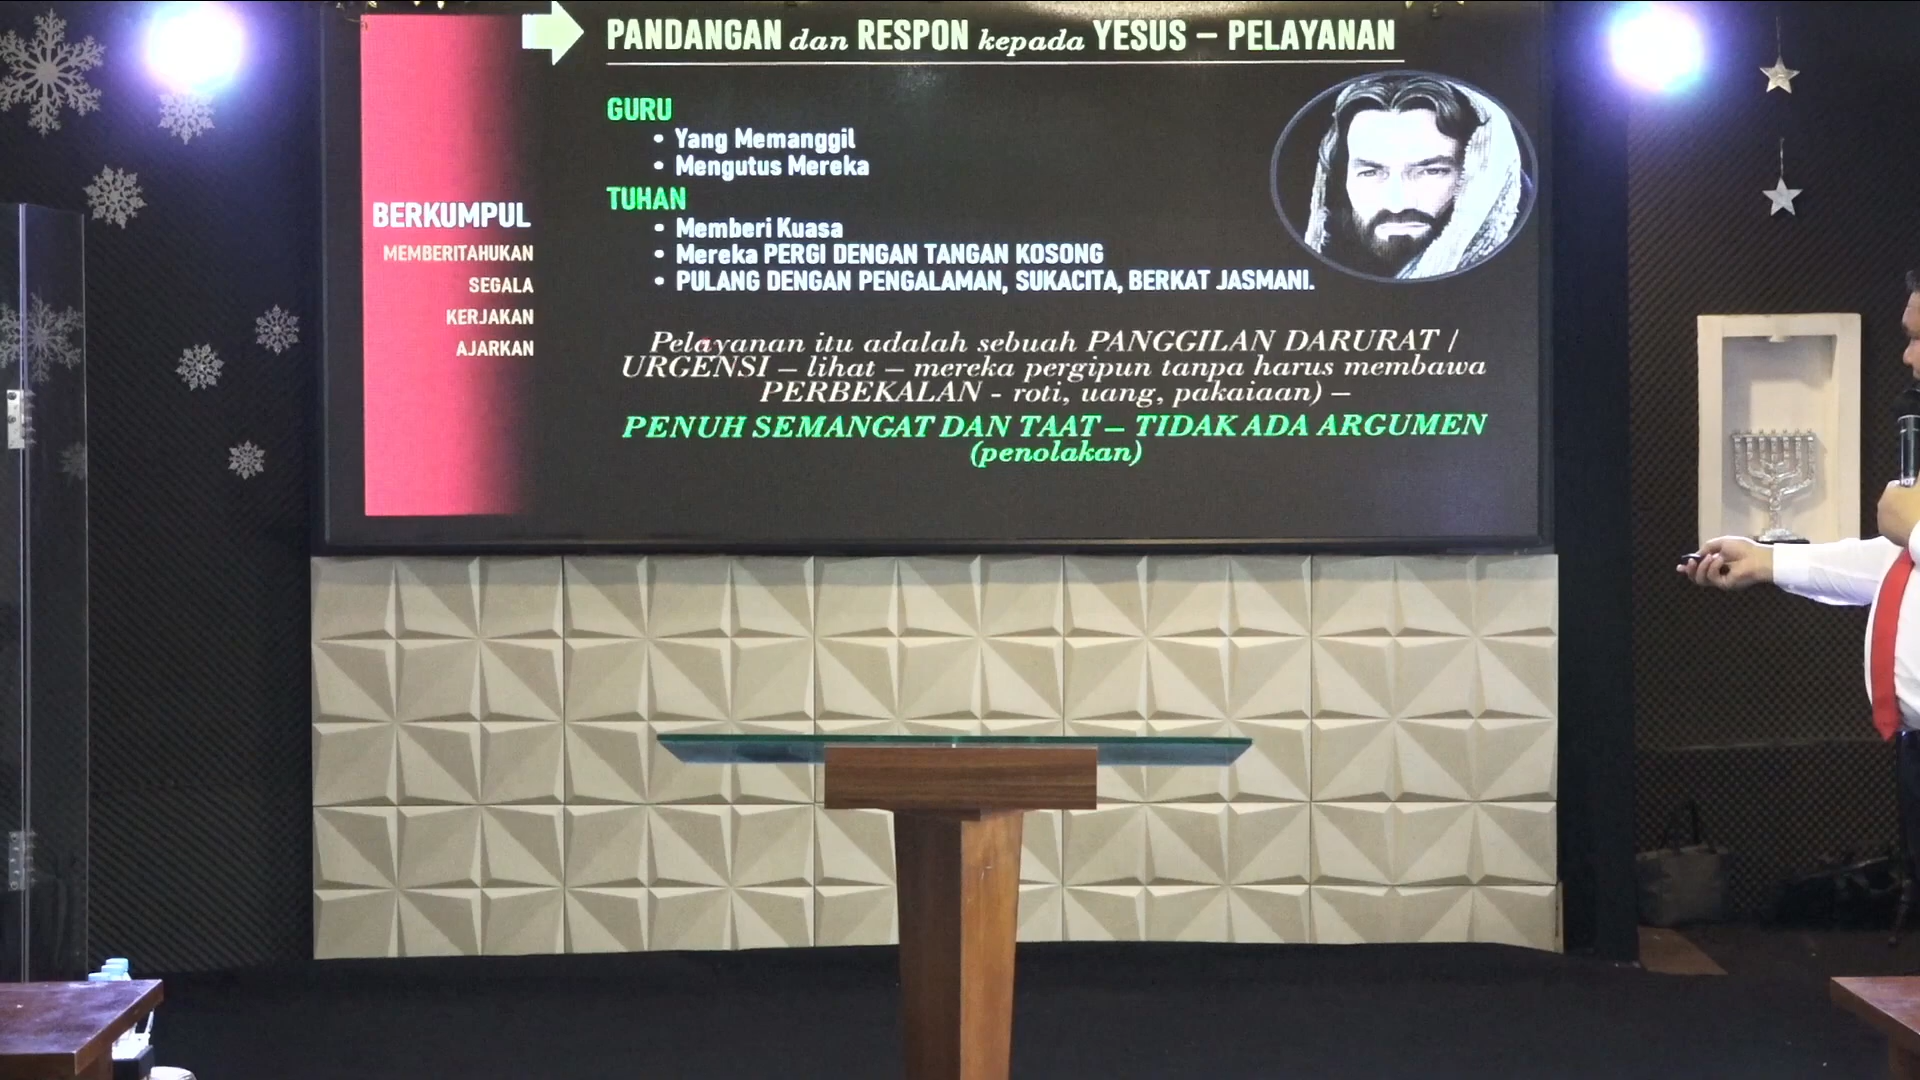 PANDANGAN dan RESPON kepada YESUS – PELAYANAN
GURU
• Yang Memanggil
• Mengutus Mereka
TUHAN
• Memberi Kuasa
• Mereka PERGI DENGAN TANGAN KOSONG
• PULANG DENGAN PENGALAMAN, SUKACITA, BERKAT JASMANI.
BERKUMPUL
MEMBERITAHUKAN
SEGALA
KERJAKAN
AJARKAN
Pelayanan itu adalah sebuah PANGGILAN DARURAT /
URGENSI – lihat – mereka pergipun tanpa harus membawa
PERBEKALAN - roti, uang, pakaiaan) –
PENUH SEMANGAT DAN TAAT – TIDAK ADA ARGUMEN
(penolakan)